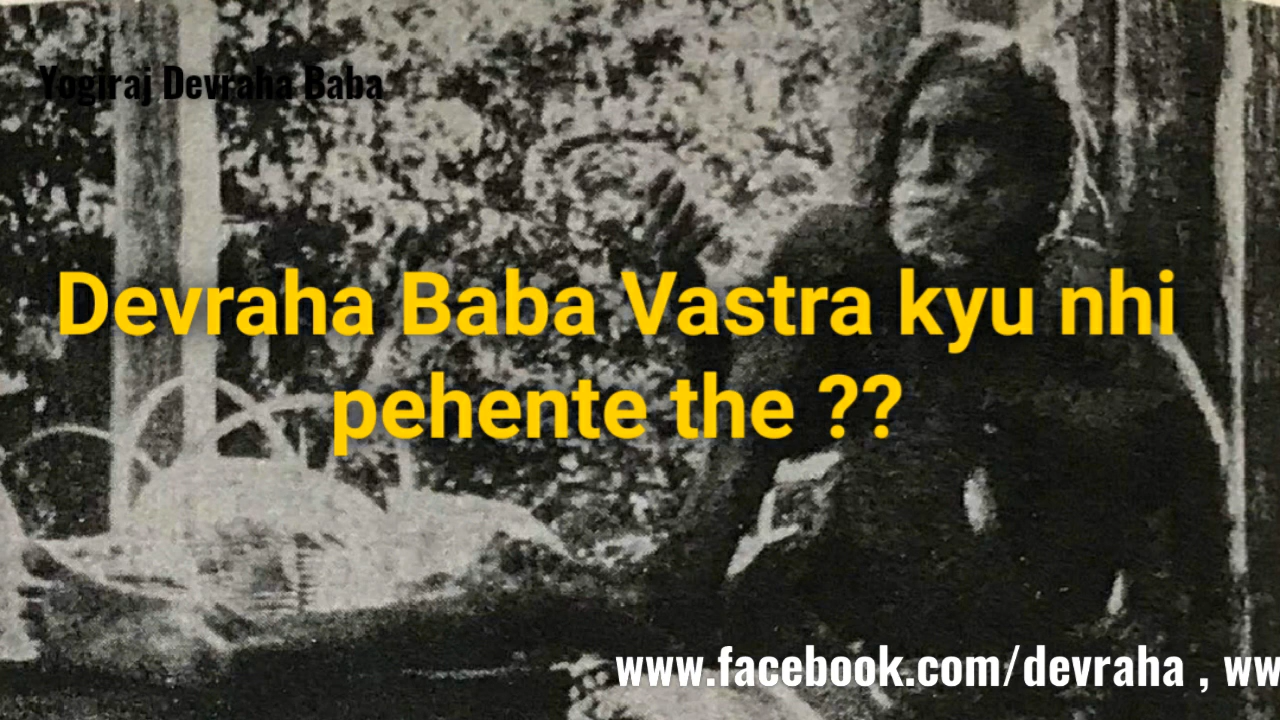 Yogiraj Devraha Baba
Devraha Baba Vastra kyu nhi
pehente the ??
www.facebook.com/devraha , ww